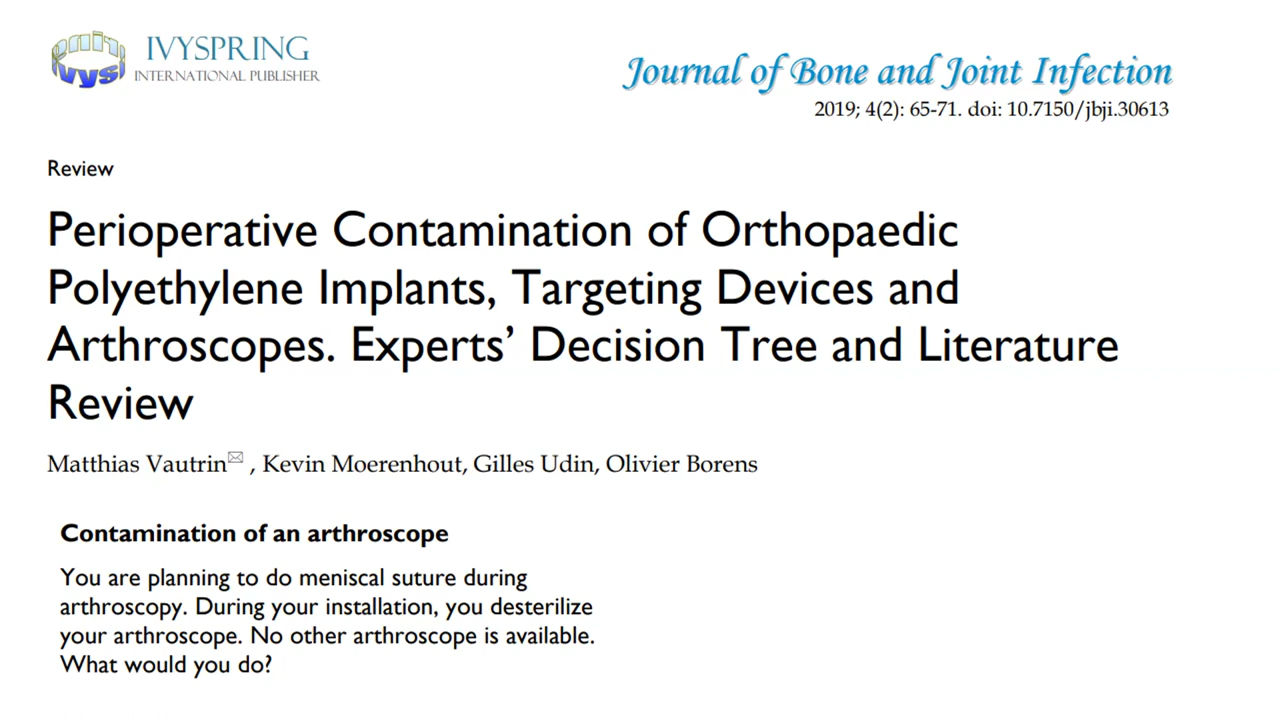 IVYSPRING
INTERNATIONAL PUBLISHER
ivys
Journal of Bone and Joint Infection
2019; 4(2): 65-71. doi: 10.7150/jbji.30613
Review
Perioperative Contamination of Orthopaedic
Polyethylene Implants, Targeting Devices and
Arthroscopes. Experts’ Decision Tree and Literature
Review
Matthias Vautrin , Kevin Moerenhout, Gilles Udin, Olivier Borens
Contamination of an arthroscope
You are planning to do meniscal suture during
arthroscopy. During your installation, you desterilize
your arthroscope. No other arthroscope is available.
What would you do?